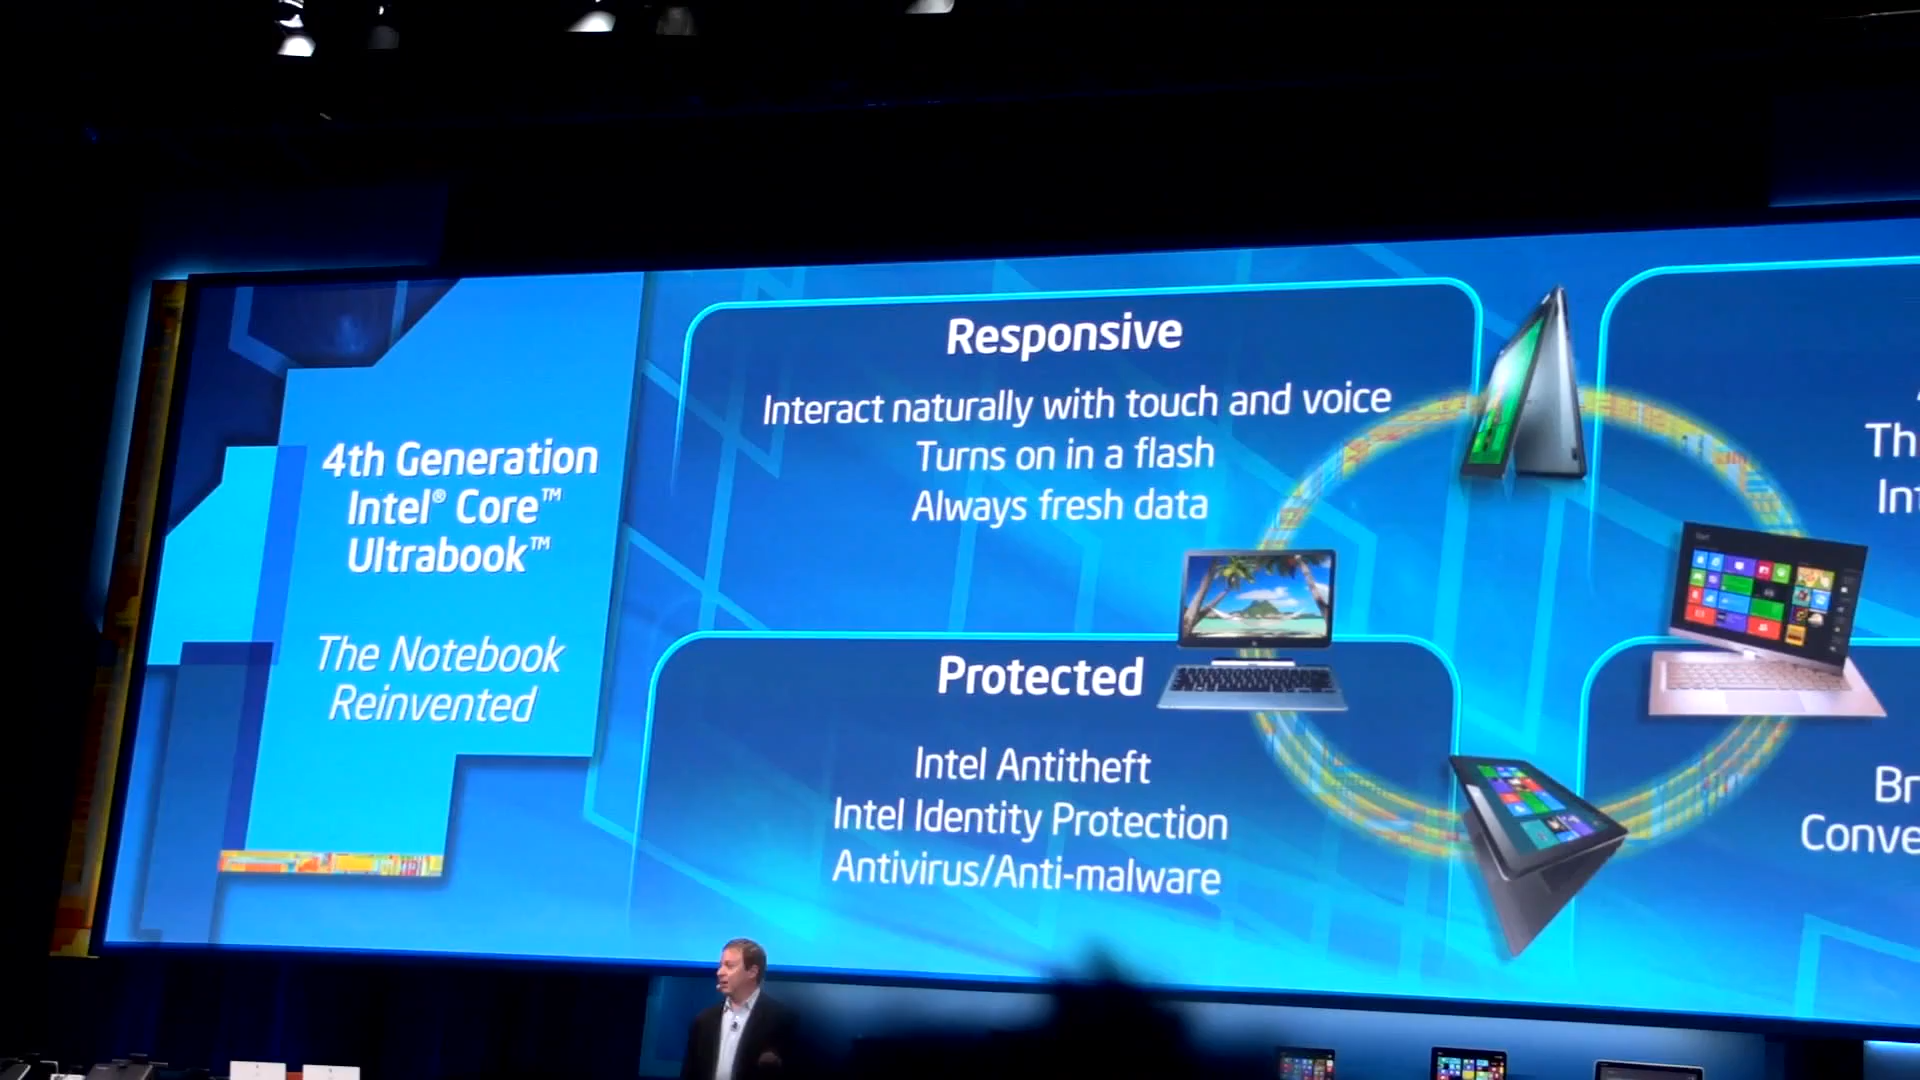 4th Generation
Intel® Core™
Ultrabook™
The Notebook
Reinvented
Responsive
Interact naturally with touch and voice
Turns on in a flash
Always fresh data
Protected
Intel Antitheft
Intel Identity Protection
Antivirus/Anti-malware
Start